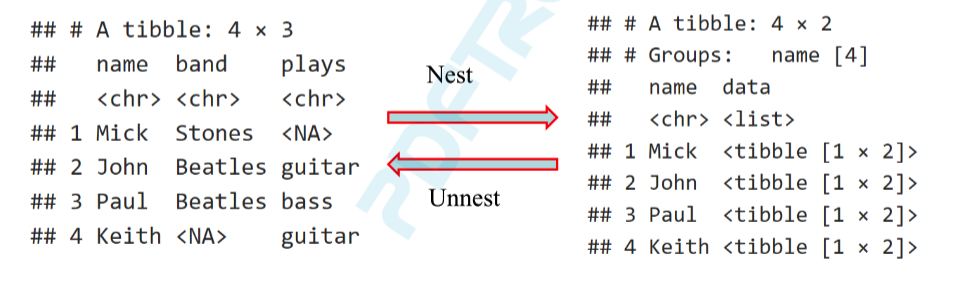 ## # A tibble: 4 × 3
##     name  band    plays
##     <chr> <chr>   <chr>
## 1 Mick  Stones  <NA>
## 2 John  Beatles guitar
## 3 Paul  Beatles bass
## 4 Keith <NA>    guitar
Nest
Unnest
## # A tibble: 4 × 2
## # Groups:   name [4]
##     name  data
##     <chr> <list>
## 1 Mick  <tibble [1 × 2]>
## 2 John  <tibble [1 × 2]>
## 3 Paul  <tibble [1 × 2]>
## 4 Keith <tibble [1 × 2]>
PDFTR